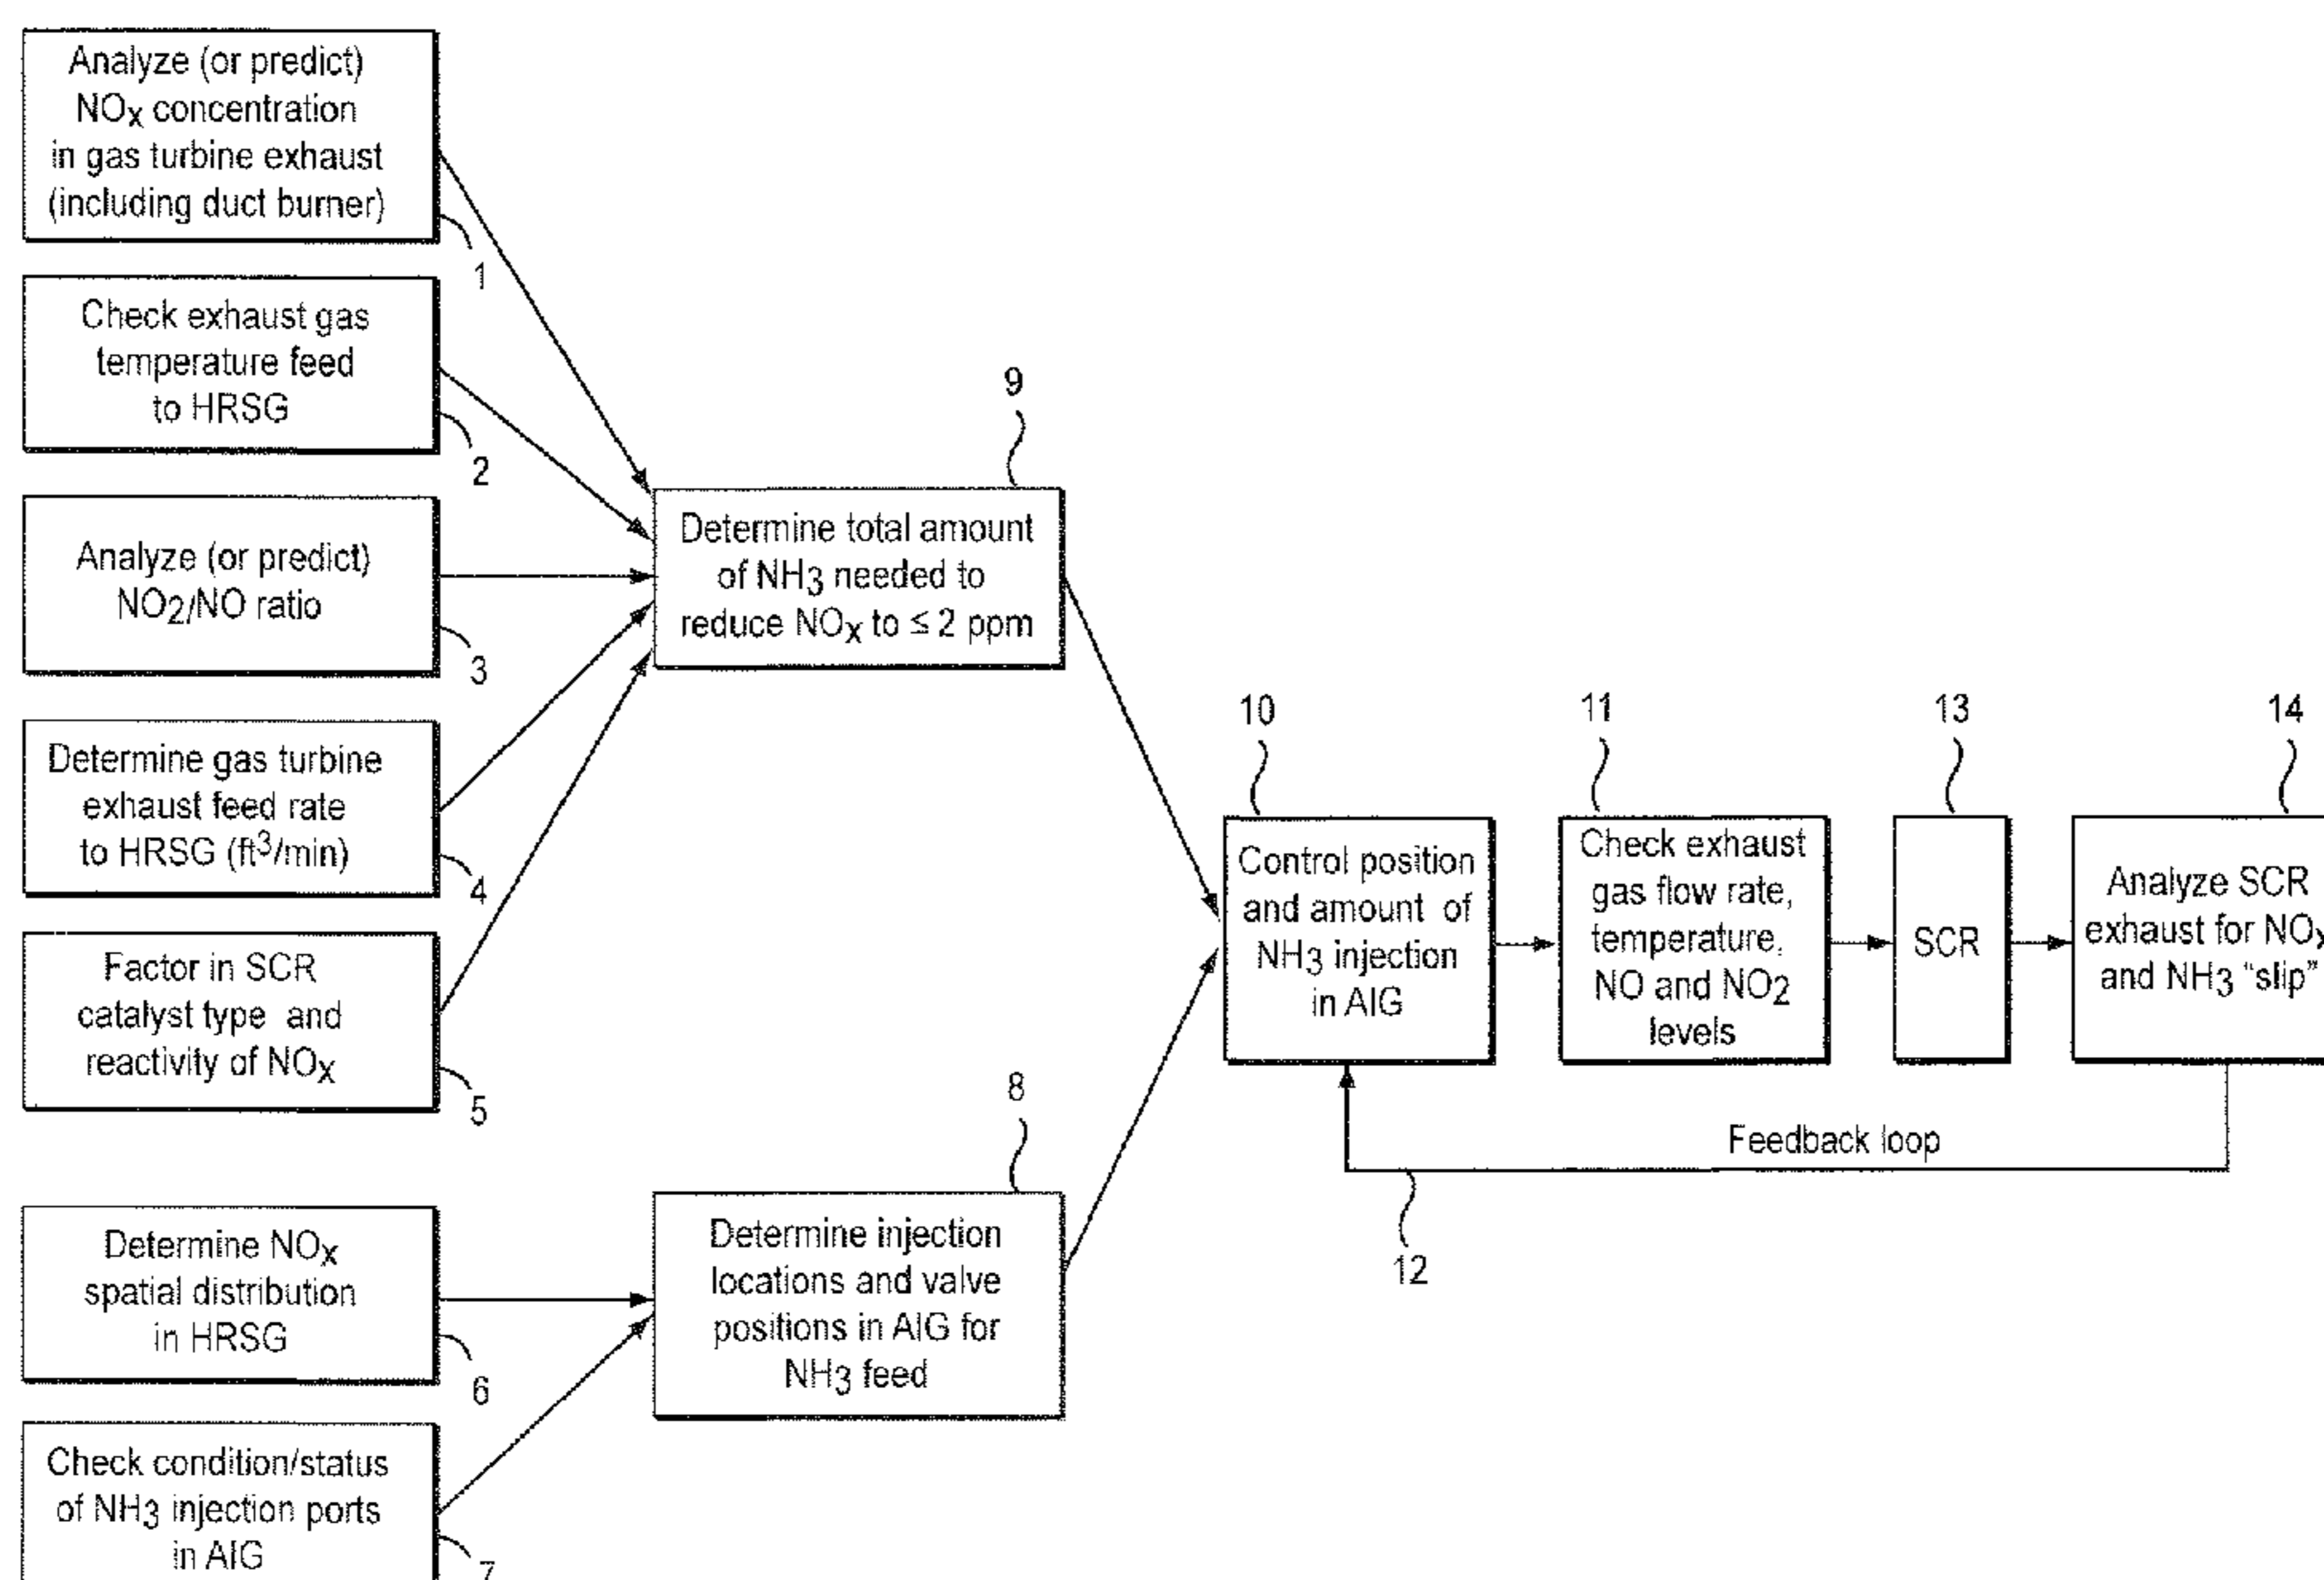 Analyze (or predict)
NOx concentration
in gas turbine exhaust
(including duct burner)
1
Check exhaust gas
temperature feed
to HRSG
2
Analyze (or predict)
NO2/NO ratio
3
Determine gas turbine
exhaust feed rate
to HRSG (ft3/min)
4
Factor in SCR
catalyst type and
reactivity of NOx
5
Determine NOx
spatial distribution
in HRSG
6
Check condition/status
of NH3 injection ports
in AIG
7
9
Determine total amount
of NH3 needed to
reduce NOx to ≤ 2 ppm
8
Determine injection
locations and valve
positions in AIG for
NH3 feed
10
Control position
and amount of
NH3 injection
in AIG
11
Check exhaust
gas flow rate,
temperature,
NO and NO2
levels
13
SCR
14
Analyze SCR
exhaust for NOx
and NH3 “slip”
Feedback loop
12